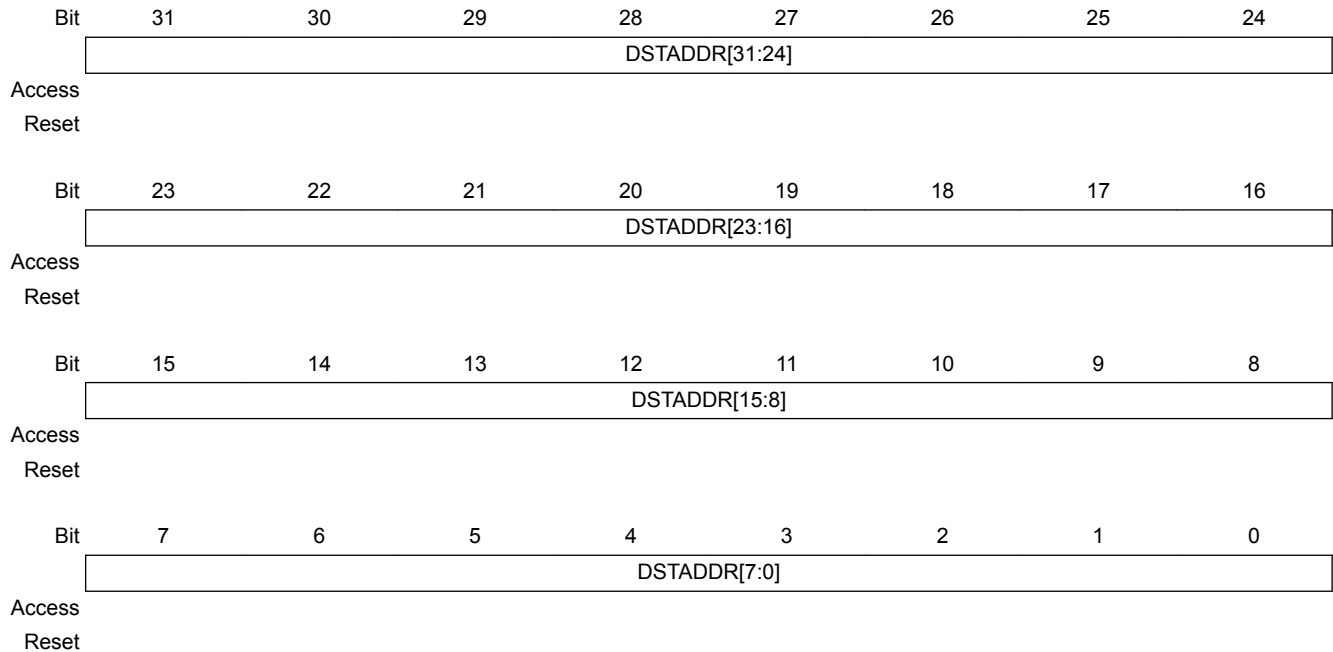 Bit 31 30 29 28 27 26 25 24
DSTADDR[31:24]
Access
Reset
Bit 23 22 21 20 19 18 17 16
DSTADDR[23:16]
Access
Reset
Bit 15 14 13 12 11 10 9 8
DSTADDR[15:8]
Access
Reset
Bit 7 6 5 4 3 2 1 0
DSTADDR[7:0]
Access
Reset